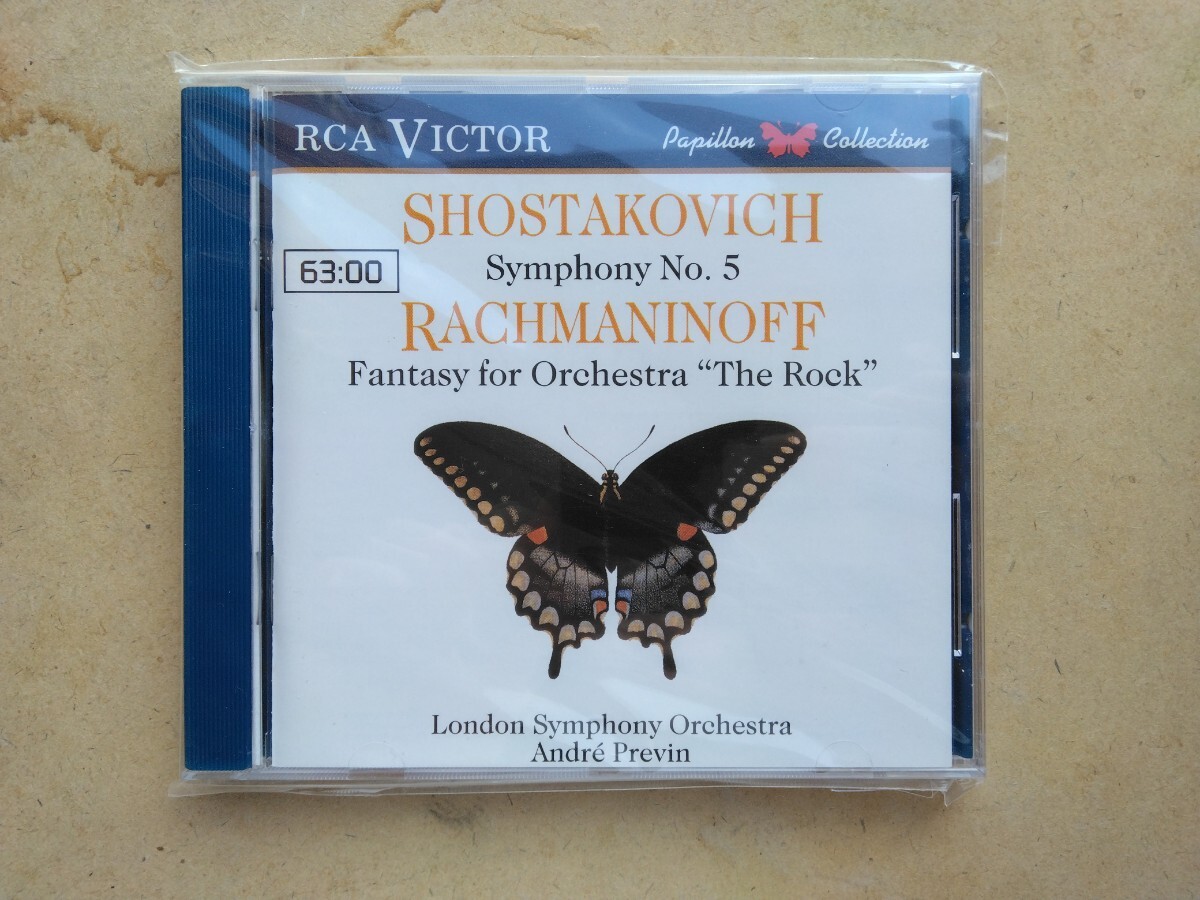 RCA VICTOR
Papillon Collection
SHOSTAKOVICH
Symphony No. 5
63:00
RACHMANINOFF
Fantasy for Orchestra “The Rock”
London Symphony Orchestra
André Previn